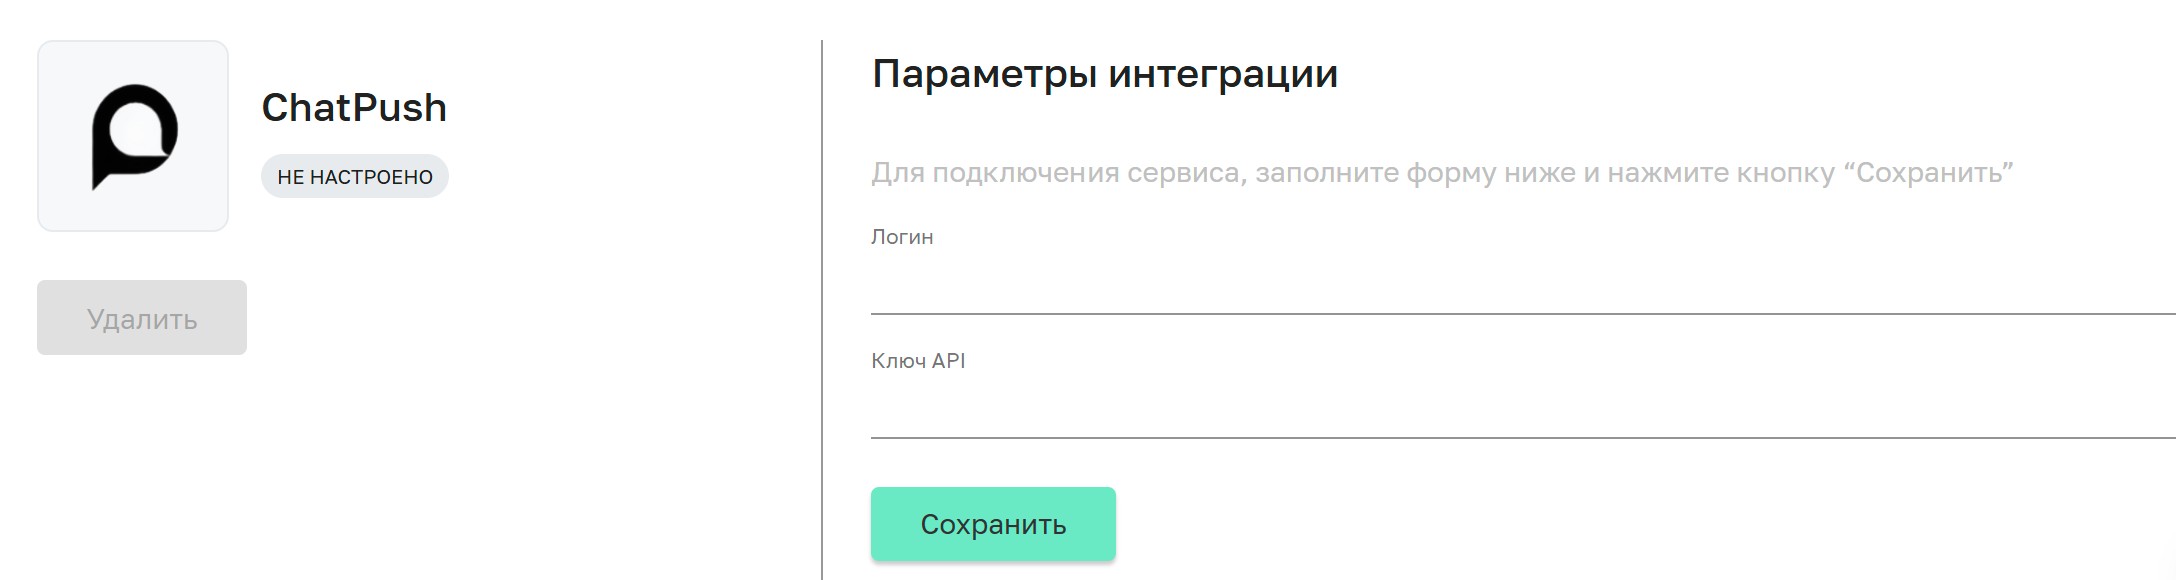 ChatPush
НЕ НАСТРОЕНО
Удалить
Параметры интеграции
Для подключения сервиса, заполните форму ниже и нажмите кнопку “Сохранить”
Логин
Ключ API
Сохранить